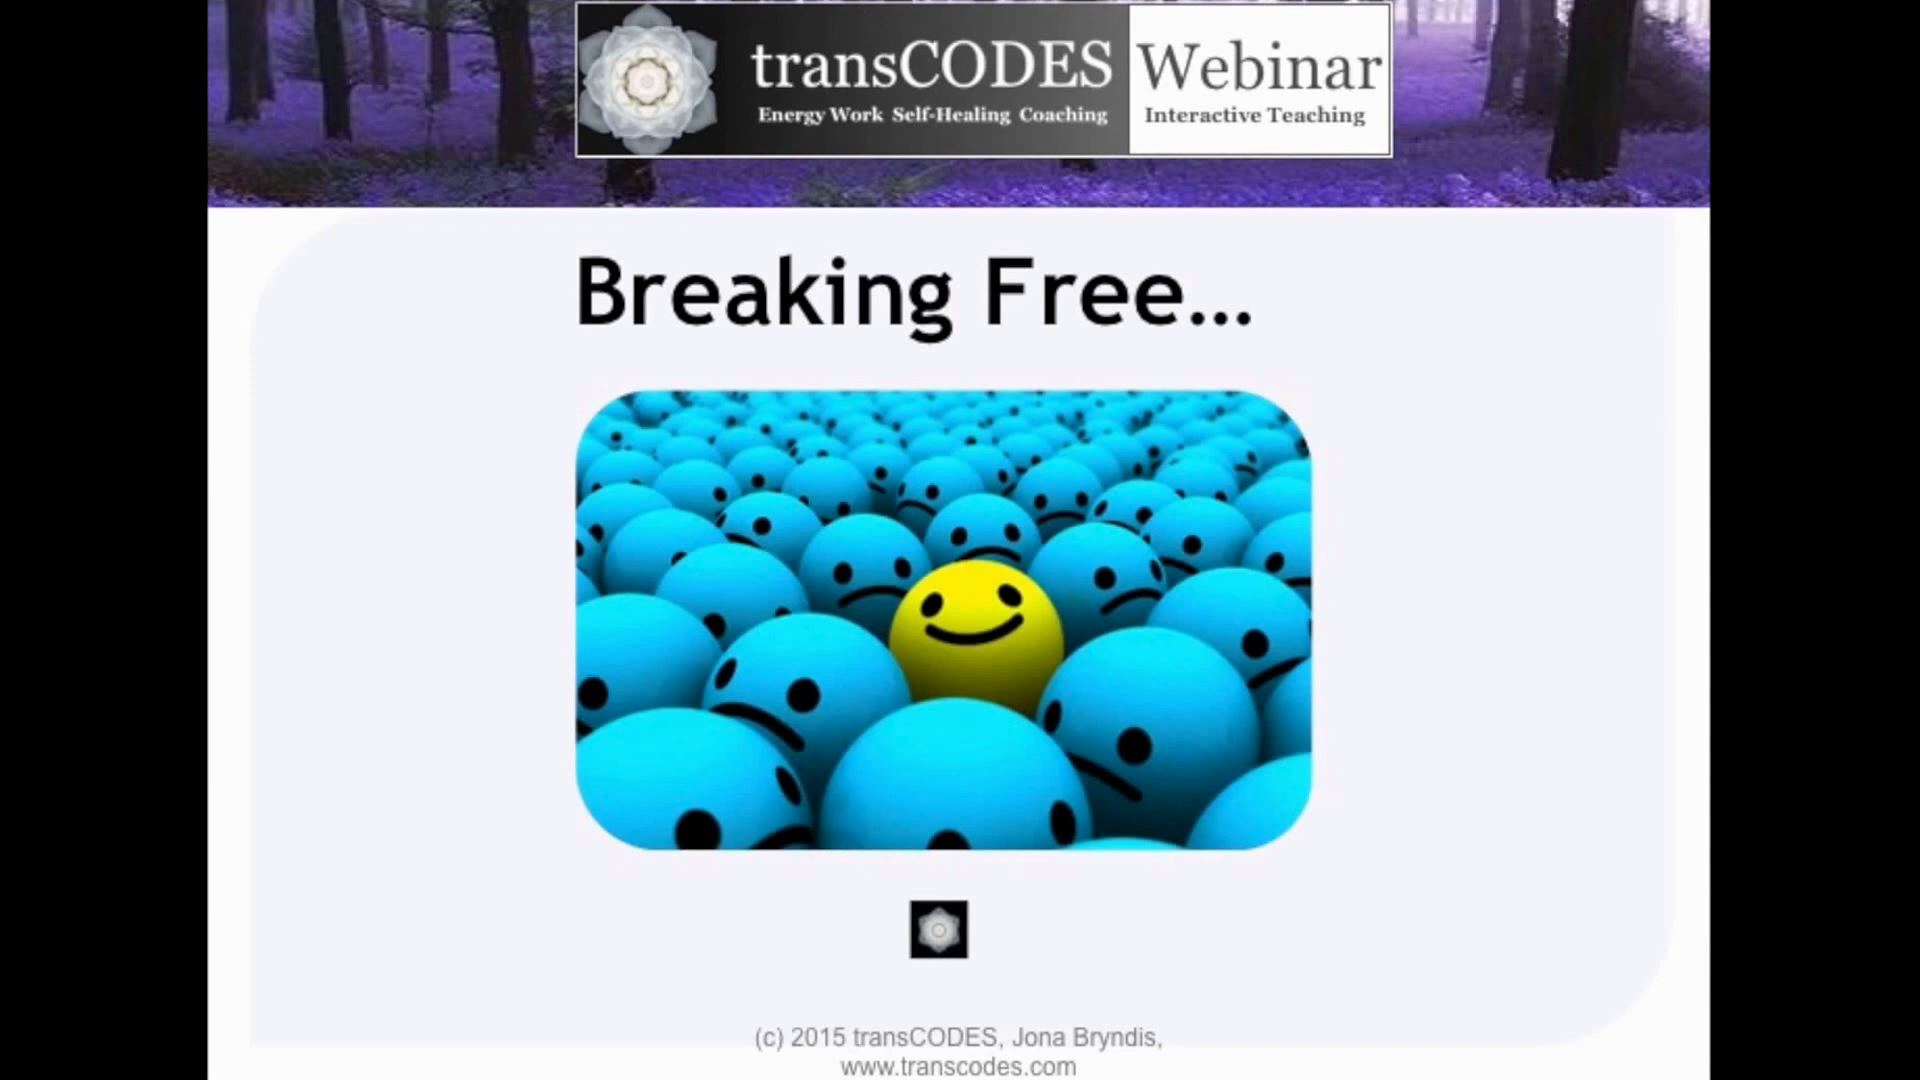 transCODES
Energy Work Self-Healing Coaching
Webinar
Interactive Teaching
Breaking Free...
(c) 2015 transCODES, Jona Bryndis,
www.transcodes.com